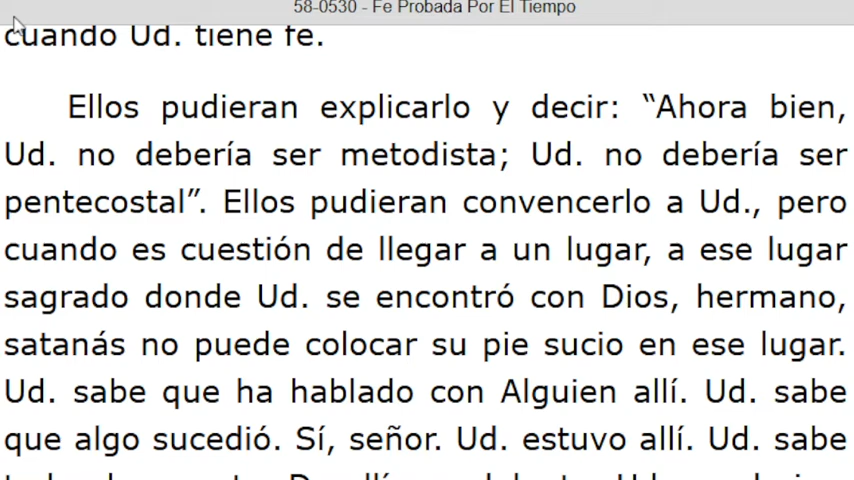 58-0530 - Fe Probada Por El Tiempo
cuando Ud. tiene fe.
Ellos pudieran explicarlo y decir: “Ahora bien,
Ud. no debería ser metodista; Ud. no debería ser
pentecostal”. Ellos pudieran convencerlo a Ud., pero
cuando es cuestión de llegar a un lugar, a ese lugar
sagrado donde Ud. se encontró con Dios, hermano,
satanás no puede colocar su pie sucio en ese lugar.
Ud. sabe que ha hablado con Alguien allí. Ud. sabe
que algo sucedió. Sí, señor. Ud. estuvo allí. Ud. sabe